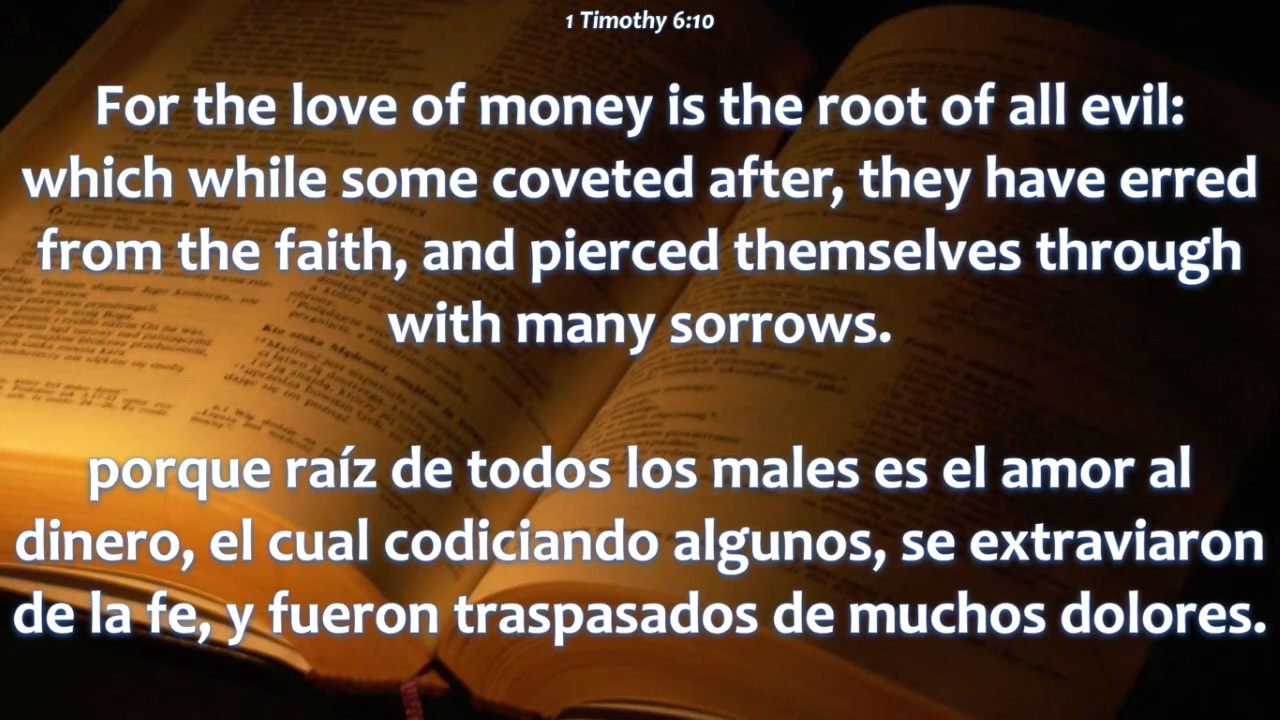 1 Timothy 6:10
For the love of money is the root of all evil:
which while some coveted after, they have erred
from the faith, and pierced themselves through
with many sorrows.
porque raíz de todos los males es el amor al
dinero, el cual codiciando algunos, se extraviaron
de la fe, y fueron traspasados de muchos dolores.